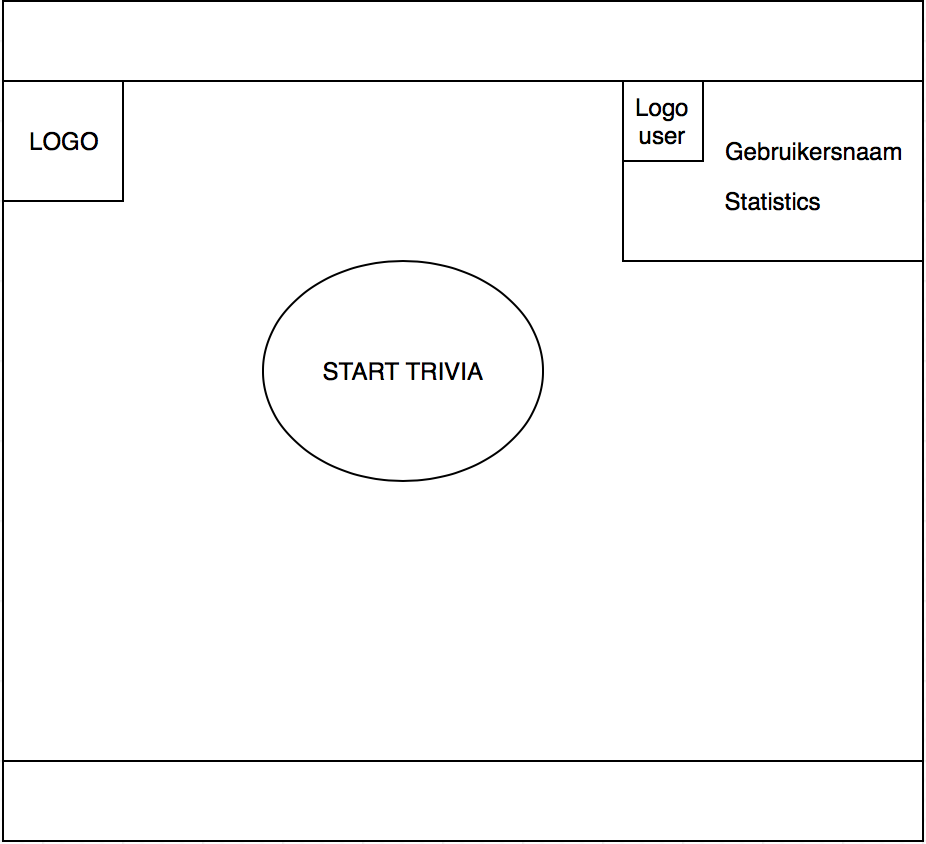 LOGO
Logo
user
Gebruikersnaam
Statistics
START TRIVIA